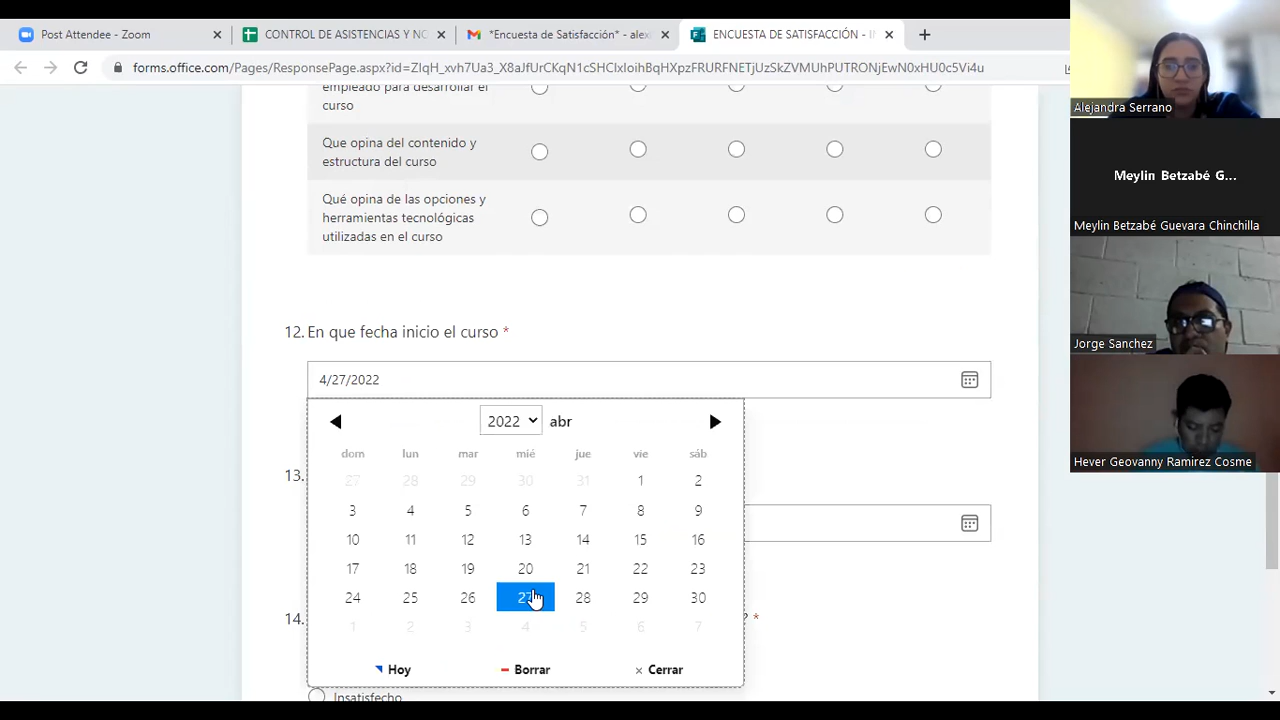 Post Attendee - Zoom
CONTROL DE ASISTENCIAS Y NO
*Encuesta de Satisfacción* - alex
ENCUESTA DE SATISFACCIÓN - I
forms.office.com/Pages/ResponsePage.aspx?id=ZIqH_xvh7Ua3_X8aJfUrCKqN1cSHClxIoihBqHXpzFRURFNETjUzSkZVMUhPUTRONjEwN0xHU0c5Vi4u
empleado para desarrollar el
curso
Que opina del contenido y
estructura del curso
Qué opina de las opciones y
herramientas tecnológicas
utilizadas en el curso
12. En que fecha inicio el curso *
4/27/2022
2022 abr
dom lun mar mié jue vie sáb
27 28 29 30 31 1 2
3 4 5 6 7 8 9
10 11 12 13 14 15 16
17 18 19 20 21 22 23
24 25 26 27 28 29 30
1 2 3 4 5 6 7
Hoy Borrar Cerrar
13.
14. ? *
Insatisfecho
Alejandra Serrano
Meylin Betzabé G...
Meylin Betzabé Guevara Chinchilla
Jorge Sanchez
Hever Geovanny Ramirez Cosme